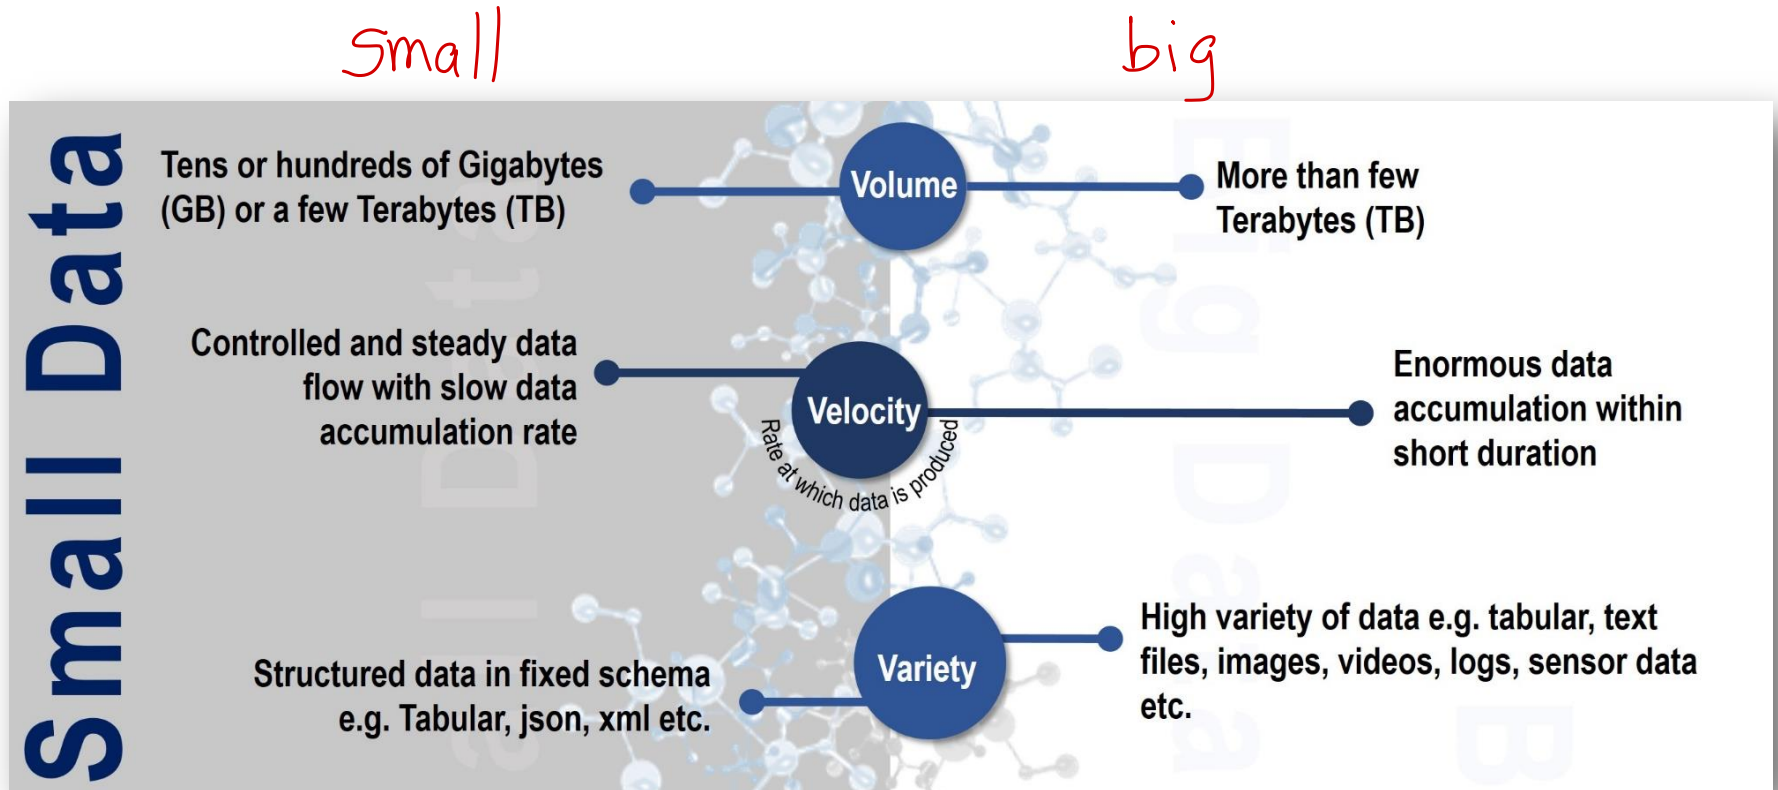 small
big
Small Data
Tens or hundreds of Gigabytes
(GB) or a few Terabytes (TB)
Volume
More than few
Terabytes (TB)
Controlled and steady data
flow with slow data
accumulation rate
Velocity
Rate at which data is produced
Enormous data
accumulation within
short duration
Structured data in fixed schema
e.g. Tabular, json, xml etc.
Variety
High variety of data e.g. tabular, text
files, images, videos, logs, sensor data
etc.